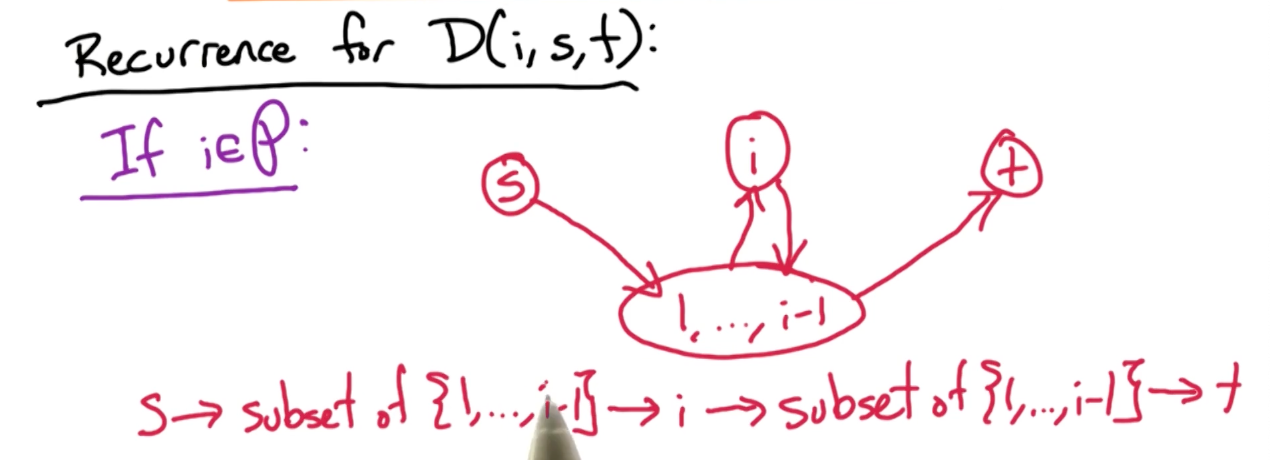 Recurrence for D(i, s, t):
If i∈P:
s
i
t
1, ..., i-1
s → subset of {1, ..., i-1} → i → subset of {1, ..., i-1} → t